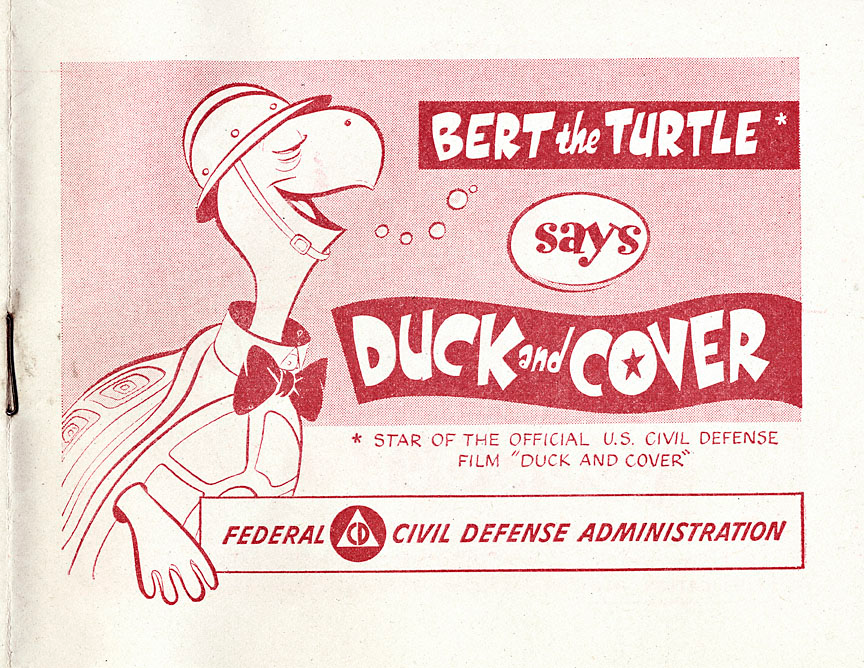 BERT the TURTLE *
says
DUCK and COVER
* STAR OF THE OFFICIAL U.S. CIVIL DEFENSE
FILM "DUCK AND COVER"
FEDERAL CD CIVIL DEFENSE ADMINISTRATION